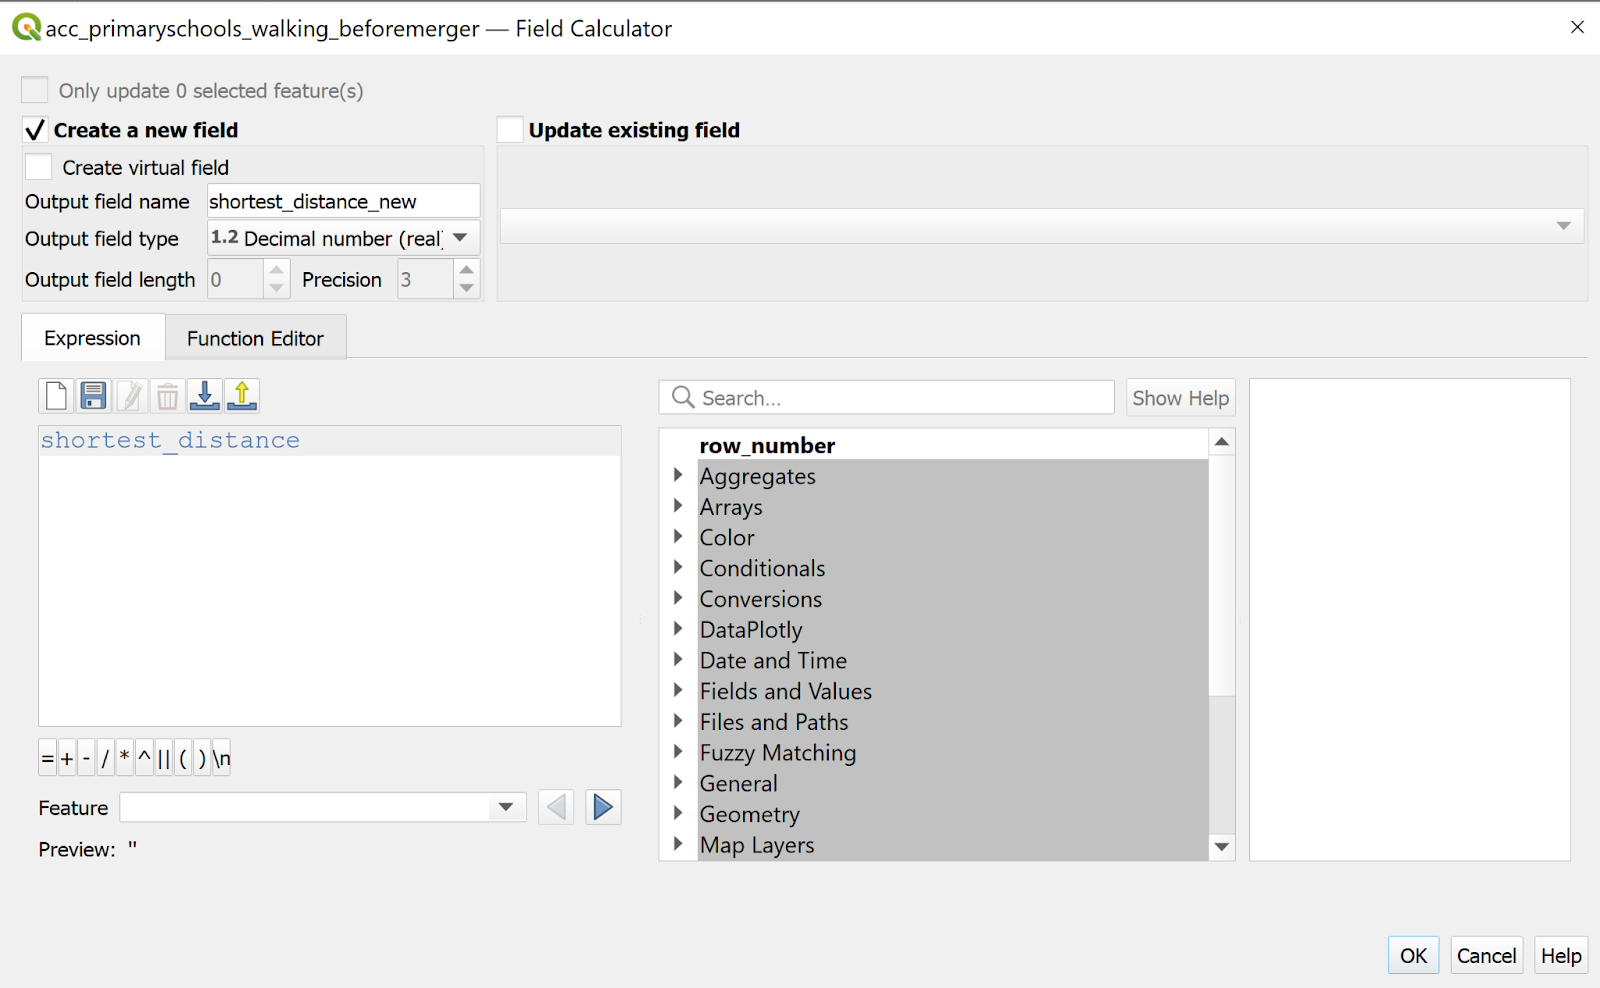 acc_primaryschools_walking_beforemerger — Field Calculator
Only update 0 selected feature(s)
Create a new field
Update existing field
Create virtual field
Output field name shortest_distance_new
Output field type 1.2 Decimal number (real)
Output field length 0 Precision 3
Expression Function Editor
Search... Show Help
shortest_distance
row_number
Aggregates
Arrays
Color
Conditionals
Conversions
DataPlotly
Date and Time
Fields and Values
Files and Paths
Fuzzy Matching
General
Geometry
Map Layers
= + - / * ^ || ( ) \n
Feature
Preview: ''
OK Cancel Help